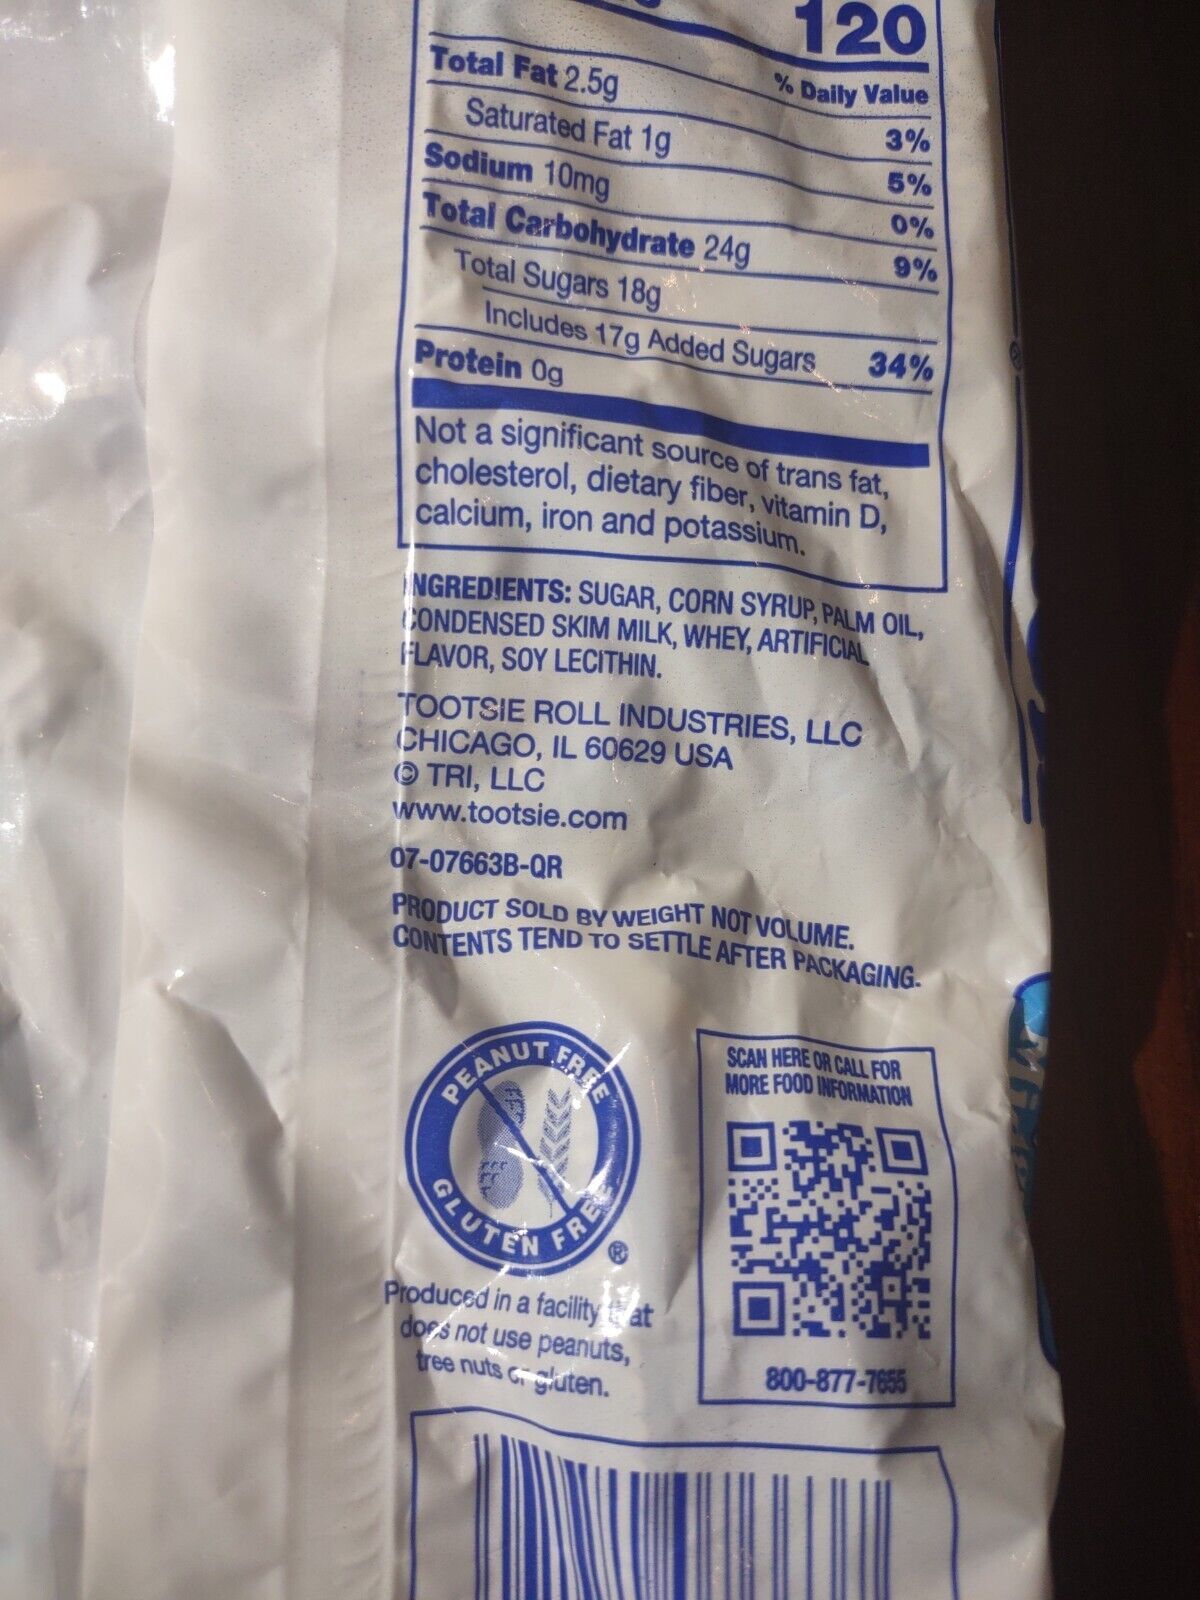 120
% Daily Value
Total Fat 2.5g 3%
Saturated Fat 1g 5%
Sodium 10mg 0%
Total Carbohydrate 24g 9%
Total Sugars 18g
Includes 17g Added Sugars 34%
Protein 0g
Not a significant source of trans fat,
cholesterol, dietary fiber, vitamin D,
calcium, iron and potassium.
INGREDIENTS: SUGAR, CORN SYRUP, PALM OIL,
CONDENSED SKIM MILK, WHEY, ARTIFICIAL
FLAVOR, SOY LECITHIN.
TOOTSIE ROLL INDUSTRIES, LLC
CHICAGO, IL 60629 USA
© TRI, LLC
www.tootsie.com
07-07663B-QR
PRODUCT SOLD BY WEIGHT NOT VOLUME.
CONTENTS TEND TO SETTLE AFTER PACKAGING.
PEANUT FREE
GLUTEN FREE
®
Produced in a facility that
does not use peanuts,
tree nuts or gluten.
SCAN HERE OR CALL FOR
MORE FOOD INFORMATION
800-877-7655